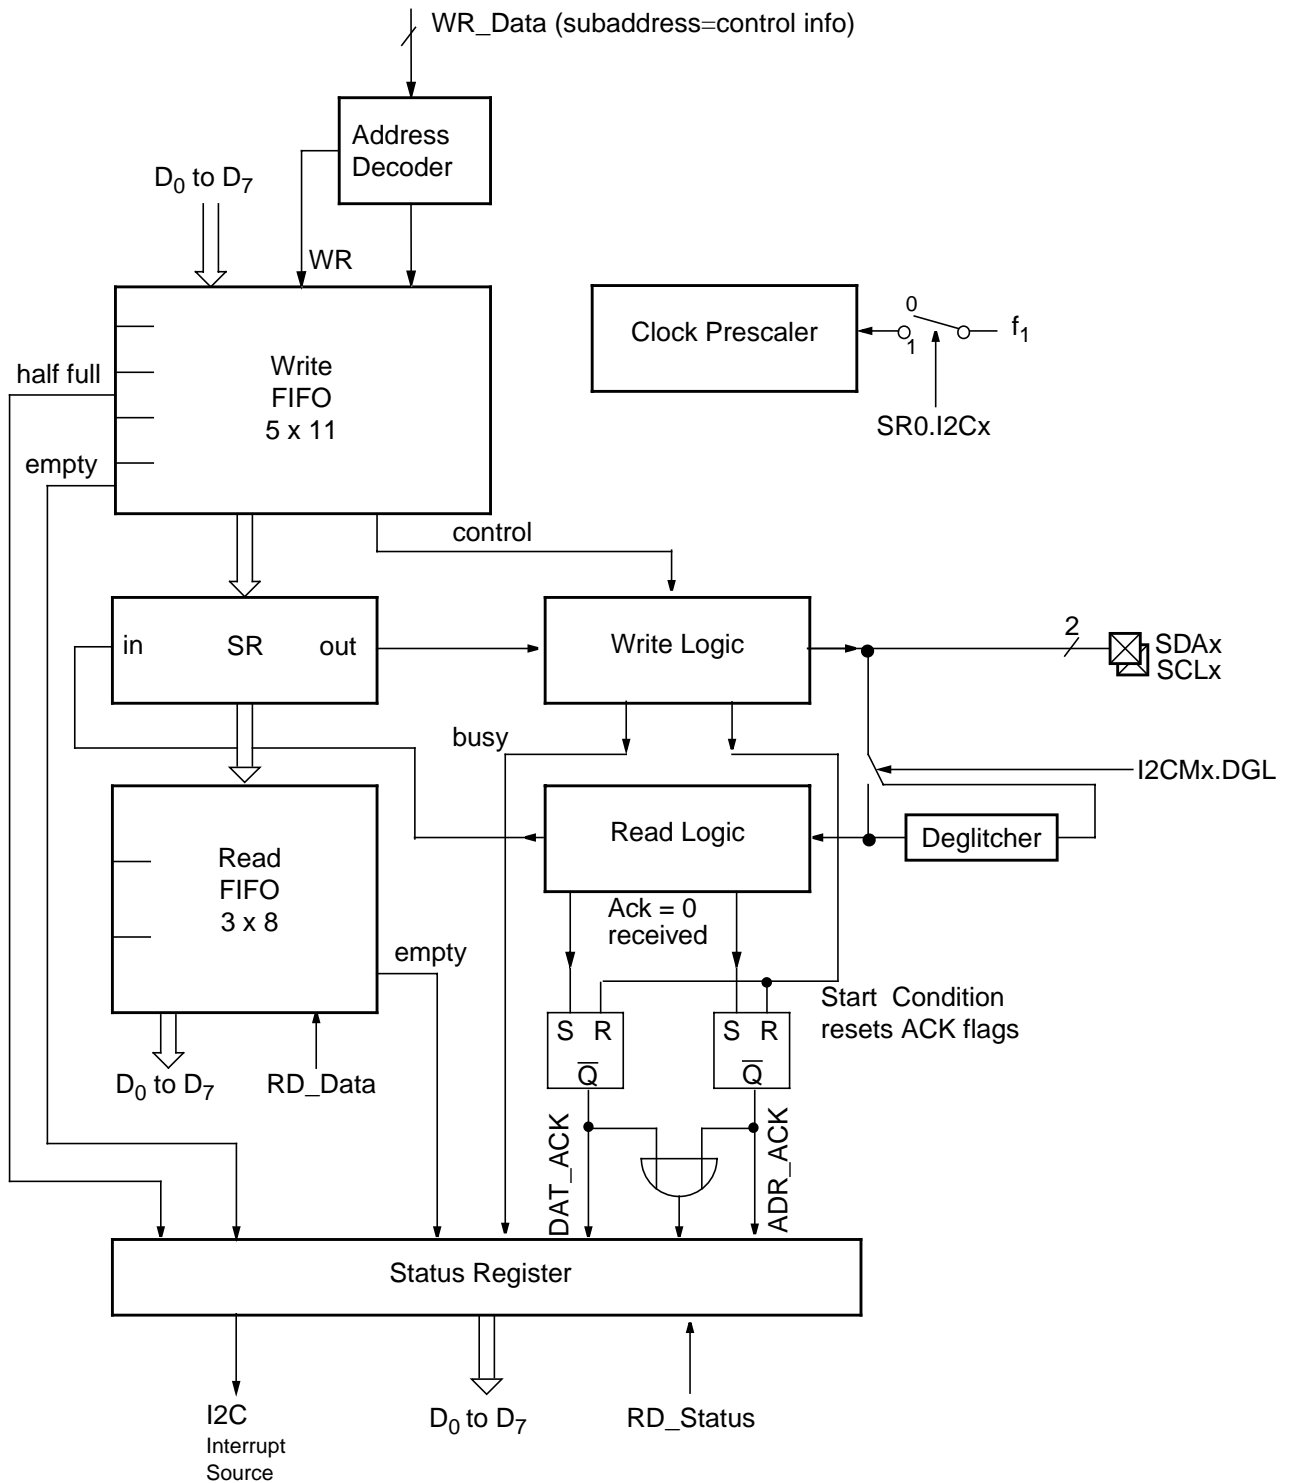 WR_Data (subaddress=control info)
Address
Decoder
D0 to D7
WR
Write
FIFO
5 x 11
half full
empty
Clock Prescaler
0
1
f1
SR0.I2Cx
control
in
SR
out
Write Logic
2
SDAx
SCLx
busy
I2CMx.DGL
Read Logic
Deglitcher
Read
FIFO
3 x 8
Ack = 0
received
empty
Start Condition
resets ACK flags
S R
Q
S R
Q
D0 to D7
RD_Data
DAT_ACK
ADR_ACK
Status Register
I2C
Interrupt
Source
D0 to D7
RD_Status